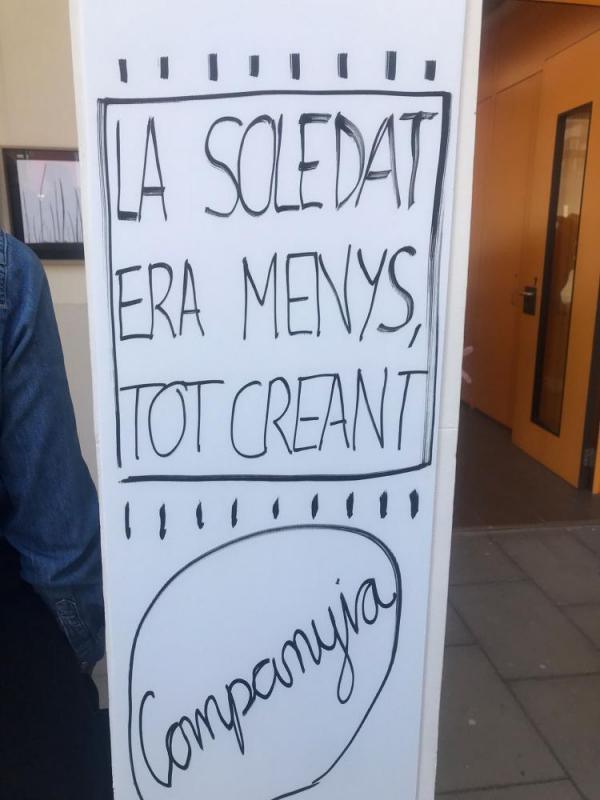 LA SOLEDAT
ERA MENYS,
TOT CREANT
Companyia